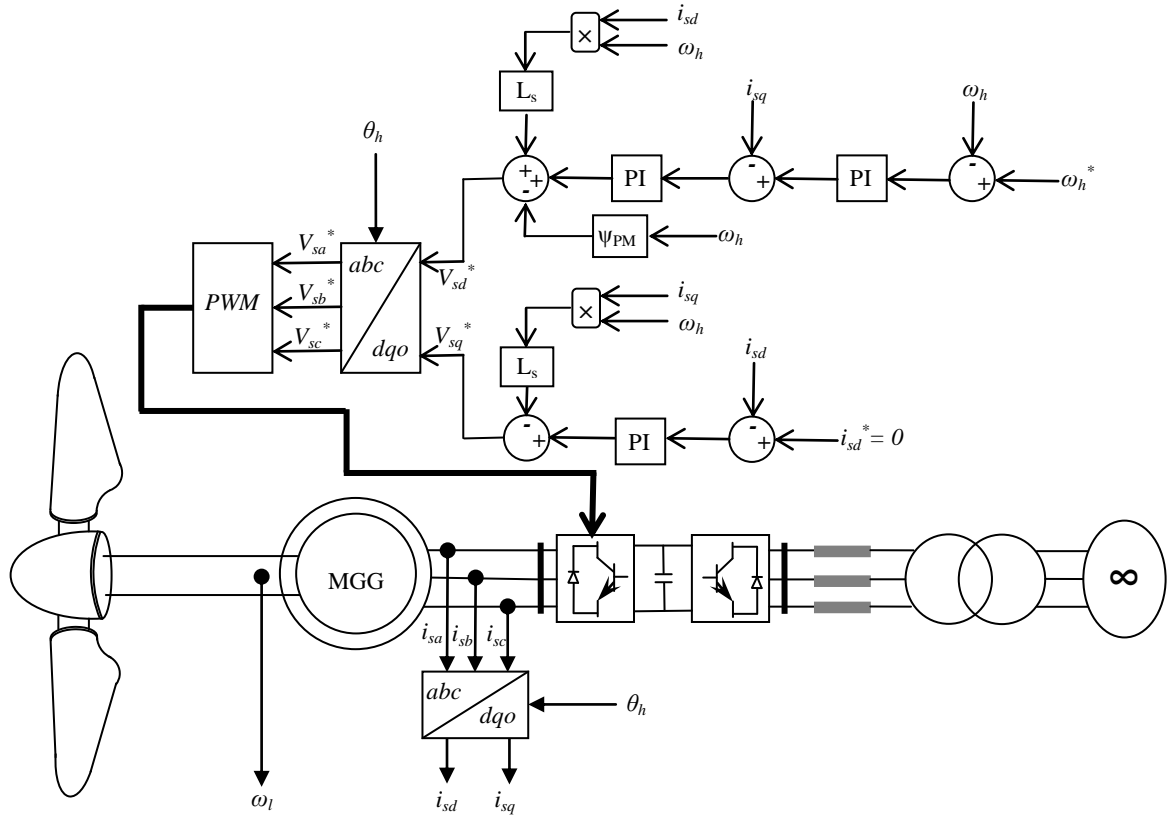 i_sd
×
ω_h
L_s
i_sq
ω_h
θ_h
+
+
-
PI
-
+
PI
-
+
ω_h^*
ψ_PM
ω_h
V_sa^*
abc
V_sd^*
PWM
V_sb^*
i_sq
×
ω_h
V_sc^*
dqo
V_sq^*
L_s
i_sd
-
+
PI
-
+
i_sd^* = 0
MGG
∞
i_sa
i_sb
i_sc
abc
dqo
θ_h
ω_l
i_sd
i_sq